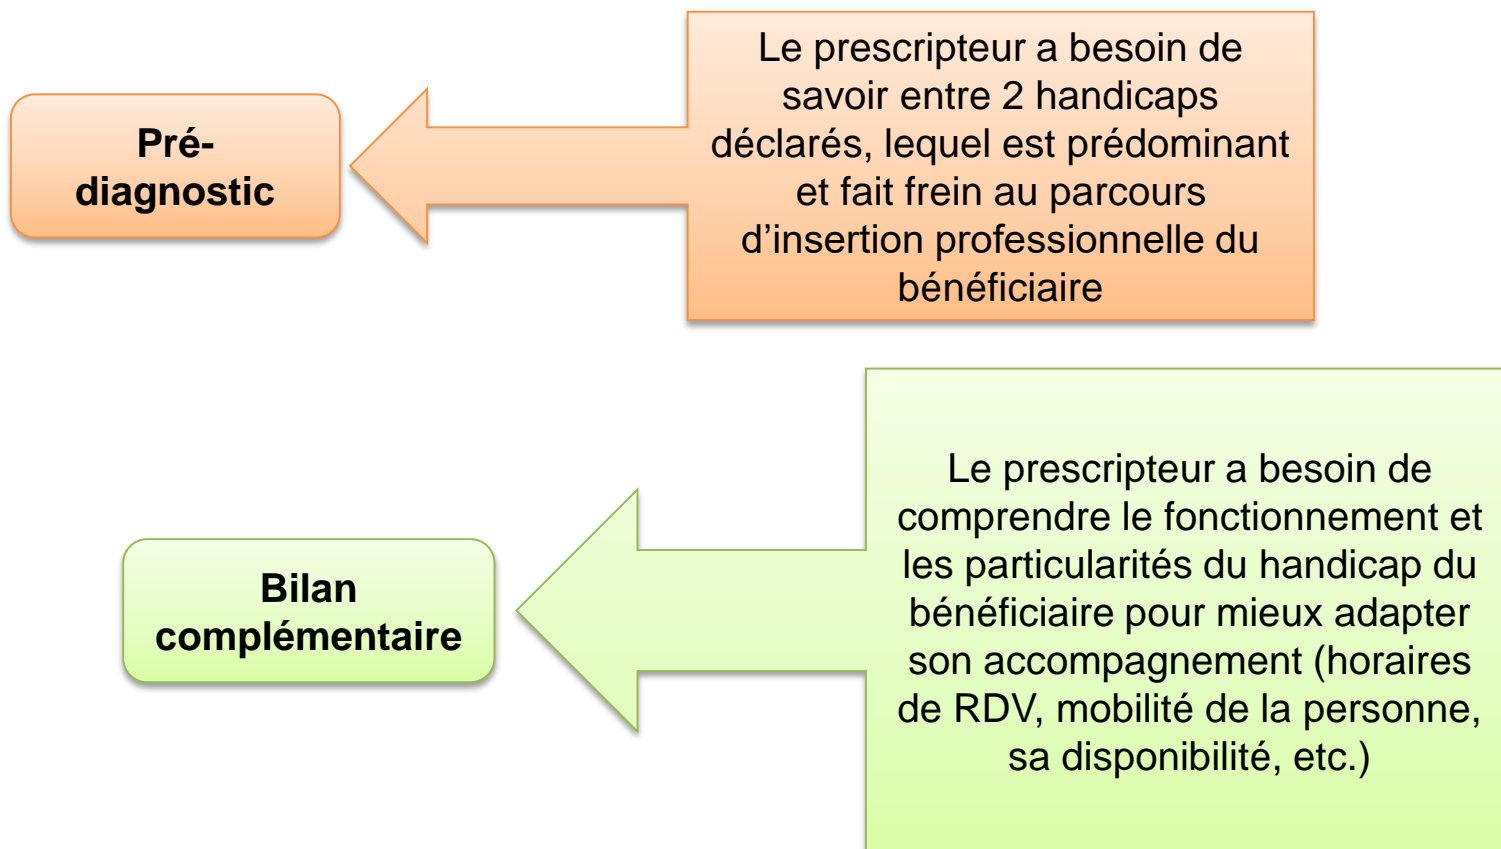 Pré-
diagnostic
Le prescripteur a besoin de
savoir entre 2 handicaps
déclarés, lequel est prédominant
et fait frein au parcours
d’insertion professionnelle du
bénéficiaire
Bilan
complémentaire
Le prescripteur a besoin de
comprendre le fonctionnement et
les particularités du handicap du
bénéficiaire pour mieux adapter
son accompagnement (horaires
de RDV, mobilité de la personne,
sa disponibilité, etc.)